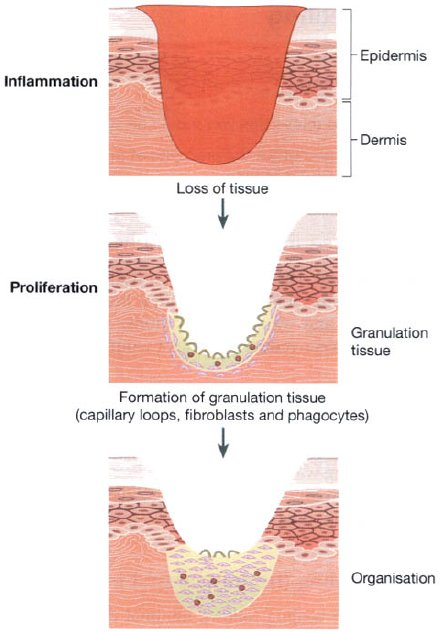 Epidermis
Inflammation
Dermis
Loss of tissue
Proliferation
Granulation
tissue
Formation of granulation tissue
(capillary loops, fibroblasts and phagocytes)
Organisation